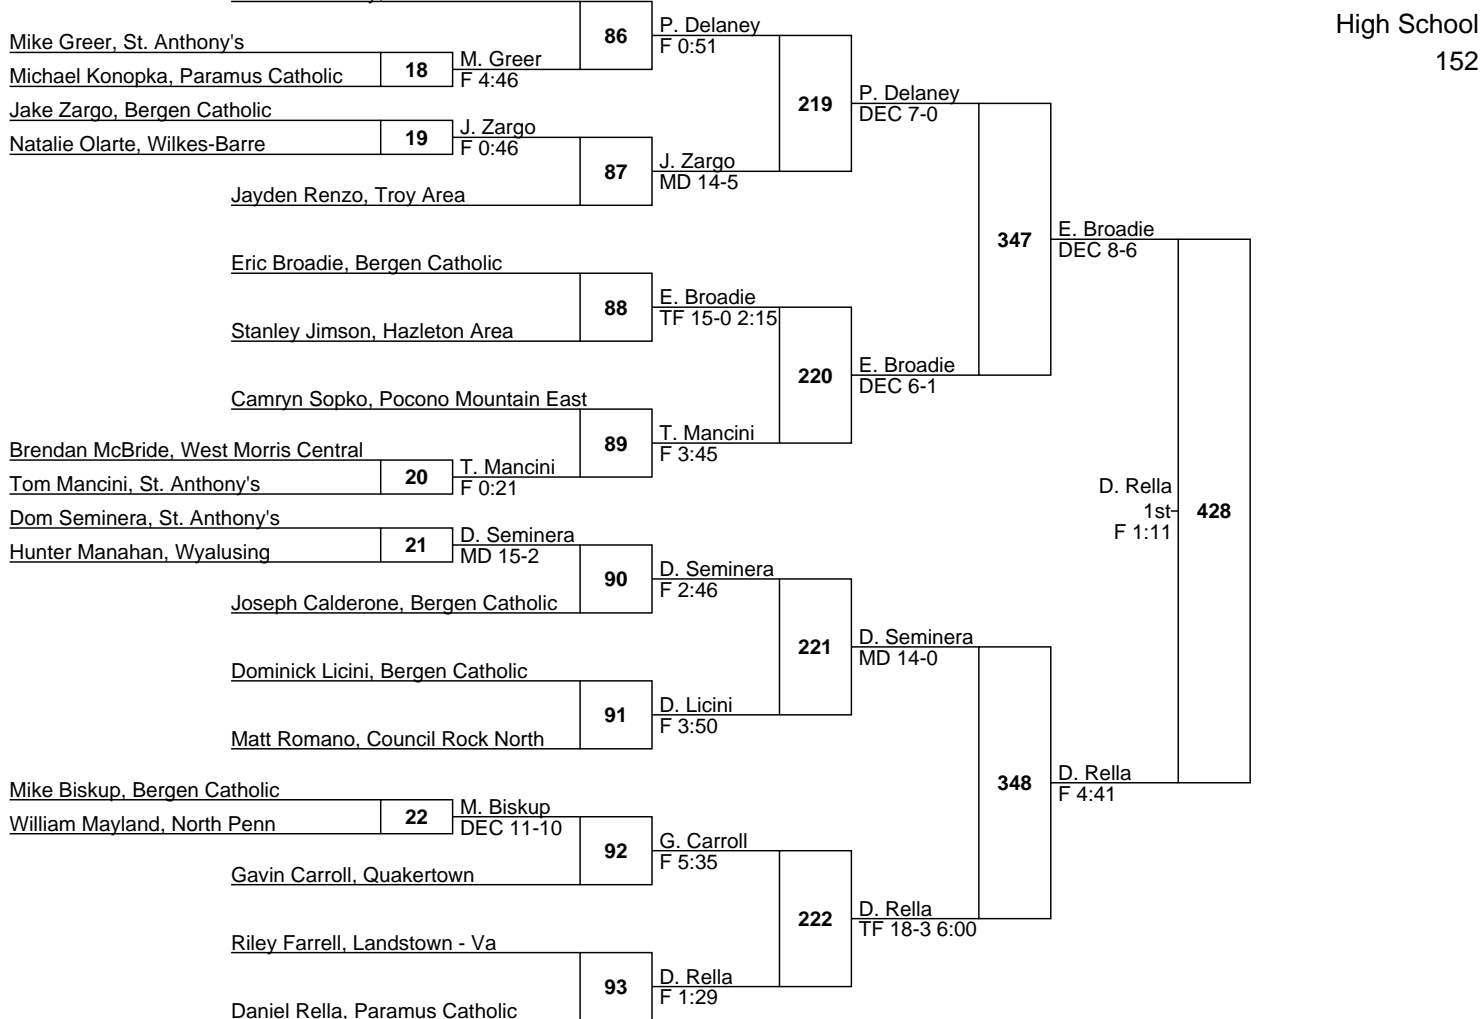 High School
152
86
P. Delaney
F 0:51
Mike Greer, St. Anthony's
Michael Konopka, Paramus Catholic
18
M. Greer
F 4:46
Jake Zargo, Bergen Catholic
Natalie Olarte, Wilkes-Barre
19
J. Zargo
F 0:46
219
P. Delaney
DEC 7-0
87
J. Zargo
MD 14-5
Jayden Renzo, Troy Area
347
E. Broadie
DEC 8-6
Eric Broadie, Bergen Catholic
88
E. Broadie
TF 15-0 2:15
Stanley Jimson, Hazleton Area
220
E. Broadie
DEC 6-1
Camryn Sopko, Pocono Mountain East
89
T. Mancini
F 3:45
Brendan McBride, West Morris Central
Tom Mancini, St. Anthony's
20
T. Mancini
F 0:21
D. Rella
1st
F 1:11
428
Dom Seminera, St. Anthony's
Hunter Manahan, Wyalusing
21
D. Seminera
MD 15-2
90
D. Seminera
F 2:46
Joseph Calderone, Bergen Catholic
221
D. Seminera
MD 14-0
Dominick Licini, Bergen Catholic
91
D. Licini
F 3:50
Matt Romano, Council Rock North
348
D. Rella
F 4:41
Mike Biskup, Bergen Catholic
William Mayland, North Penn
22
M. Biskup
DEC 11-10
92
G. Carroll
F 5:35
Gavin Carroll, Quakertown
222
D. Rella
TF 18-3 6:00
Riley Farrell, Landstown - Va
93
D. Rella
F 1:29
Daniel Rella, Paramus Catholic